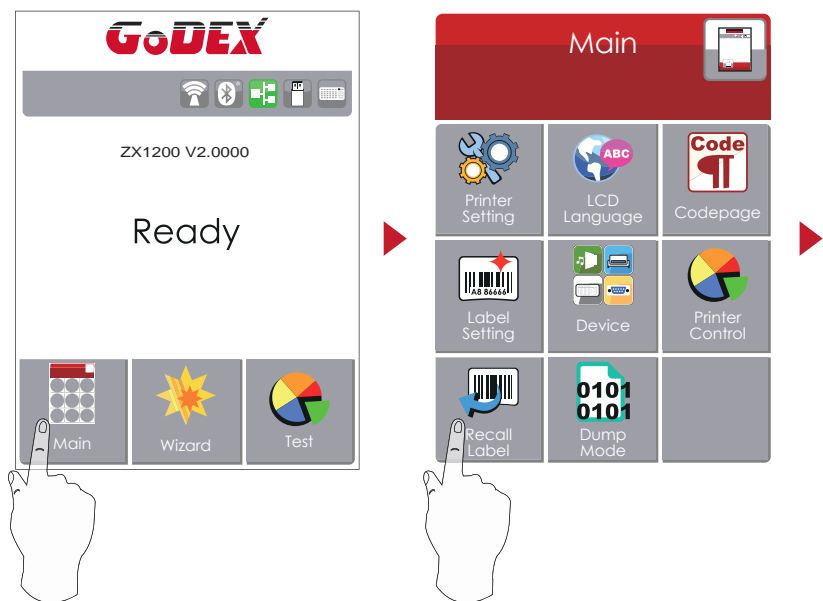 GoDEX
ZX1200 V2.0000
Ready
Main
Wizard
Test
Main
Printer
Setting
ABC
LCD
Language
Code
Codepage
A8 86666
Label
Setting
Device
Printer
Control
Recall
Label
0101
0101
Dump
Mode